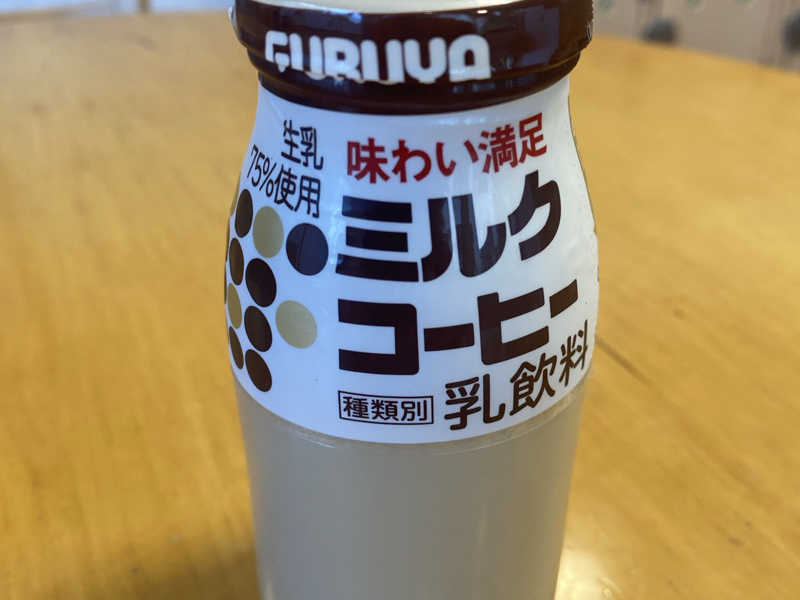 FURUYA
生乳
75%使用
味わい満足
ミルク
コーヒー
種類別 乳飲料